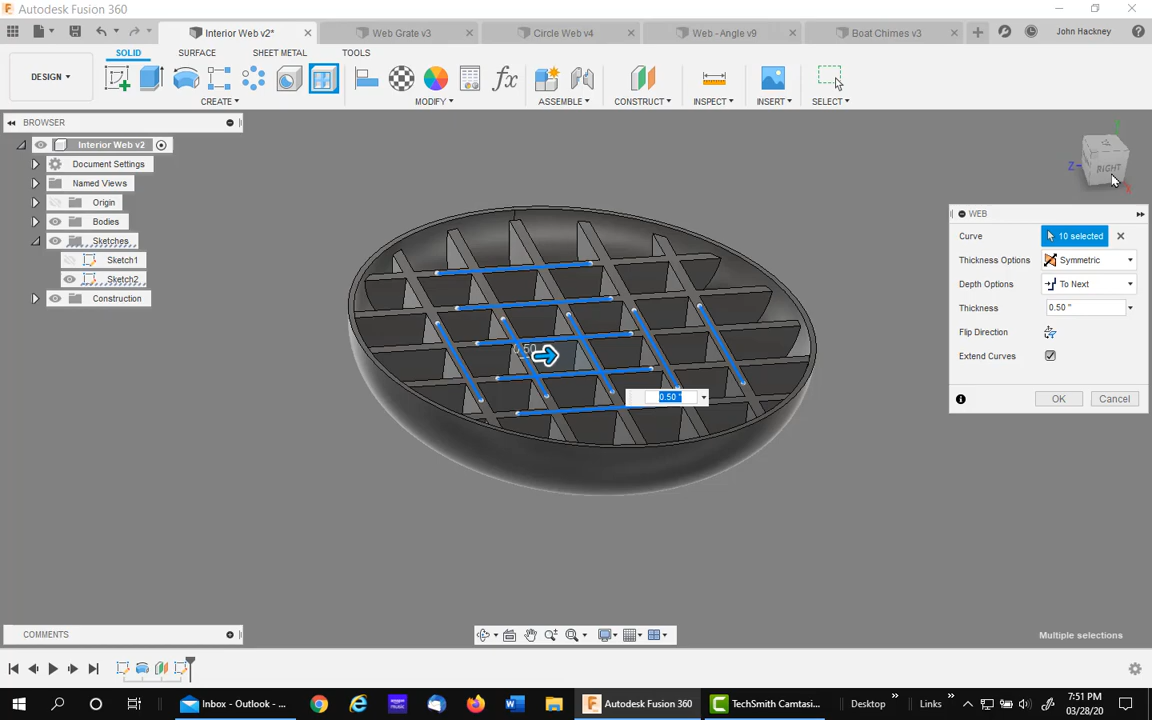 Autodesk Fusion 360
Interior Web v2*
Web Grate v3
Circle Web v4
Web - Angle v9
Boat Chimes v3
John Hackney
SOLID
SURFACE
SHEET METAL
TOOLS
DESIGN
CREATE
MODIFY
ASSEMBLE
CONSTRUCT
INSPECT
INSERT
SELECT
BROWSER
Interior Web v2
Document Settings
Named Views
Origin
Bodies
Sketches
Sketch1
Sketch2
Construction
Z
RIGHT
WEB
Curve
10 selected
Thickness Options
Symmetric
Depth Options
To Next
Thickness
0.50 "
Flip Direction
Extend Curves
OK
Cancel
0.50
0.50 "
COMMENTS
Multiple selections
Inbox - Outlook - ...
Autodesk Fusion 360
TechSmith Camtasi...
Desktop
Links
7:51 PM
03/28/20